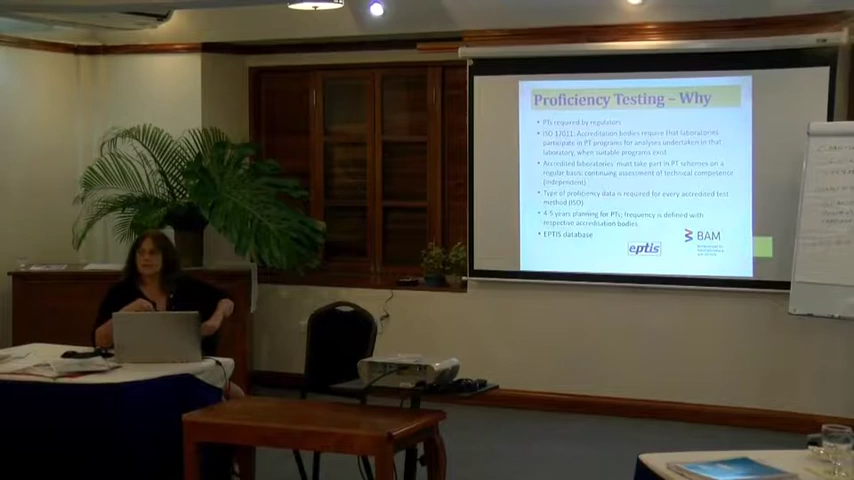 Proficiency Testing – Why
• PTs required by regulators
• ISO 17011: Accreditation bodies require that laboratories
participate in PT programs for analyses undertaken in that
laboratory, when suitable programs exist
• Accredited laboratories must take part in PT schemes on a
regular basis: continuing assessment of technical competence
(independent)
• Type of proficiency data is required for every accredited test
method (ISO)
• 4-5 years planning for PTs; frequency is defined with
respective accreditation bodies.
• EPTIS database
eptis
BAM